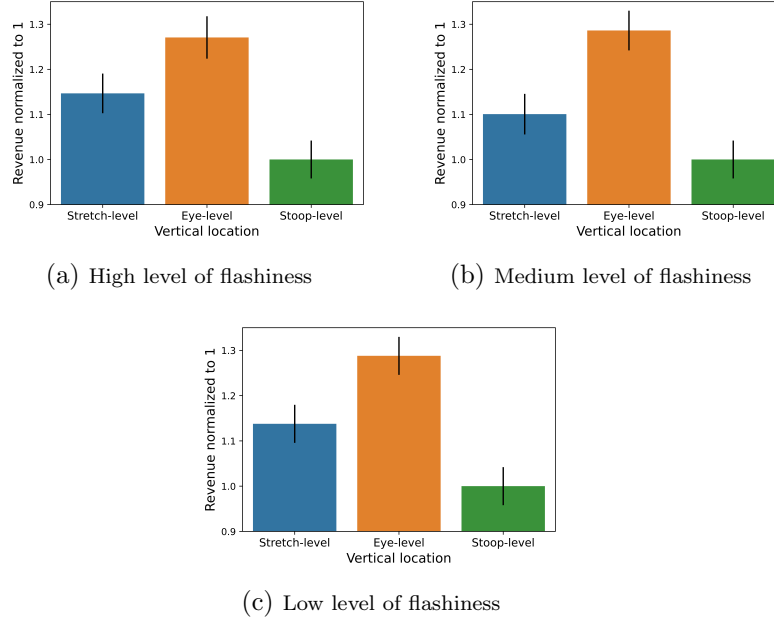 Revenue normalized to 1
1.3
1.2
1.1
1.0
0.9
Stretch-level Eye-level Stoop-level
Vertical location
(a) High level of flashiness
Revenue normalized to 1
1.3
1.2
1.1
1.0
0.9
Stretch-level Eye-level Stoop-level
Vertical location
(b) Medium level of flashiness
Revenue normalized to 1
1.3
1.2
1.1
1.0
0.9
Stretch-level Eye-level Stoop-level
Vertical location
(c) Low level of flashiness